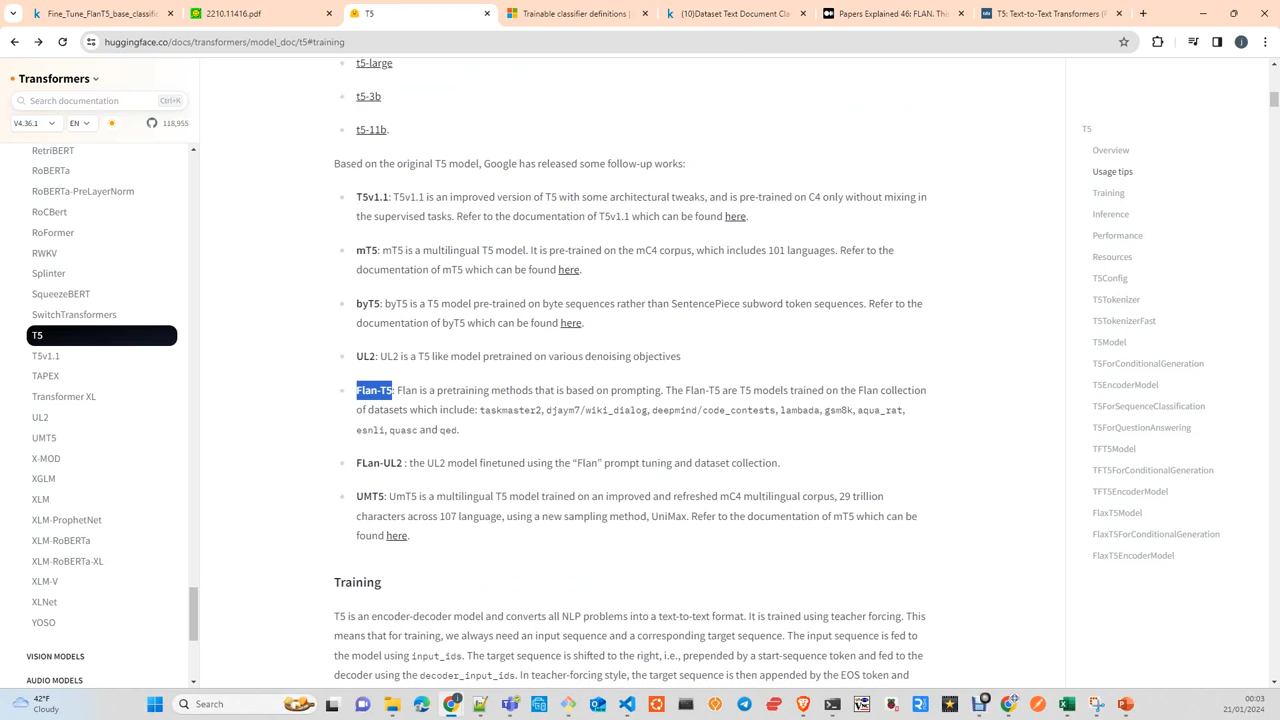 Fine_Tune_FlanT5_base_classific
2210.11416.pdf
T5
Trainable classifier definitions |
(10)Dataset Text Document Cla
Papers Explained 46: FLAN. The
T5: Text-to-Text Transformers (P
huggingface.co/docs/transformers/model_doc/t5#training
Transformers
Search documentation
Ctrl+K
V4.36.1
EN
118,955
RetriBERT
RoBERTa
RoBERTa-PreLayerNorm
RoCBert
RoFormer
RWKV
Splinter
SqueezeBERT
SwitchTransformers
T5
T5v1.1
TAPEX
Transformer XL
UL2
UMT5
X-MOD
XGLM
XLM
XLM-ProphetNet
XLM-RoBERTa
XLM-RoBERTa-XL
XLM-V
XLNet
YOSO
VISION MODELS
AUDIO MODELS
t5-large
t5-3b
t5-11b.
Based on the original T5 model, Google has released some follow-up works:
T5v1.1: T5v1.1 is an improved version of T5 with some architectural tweaks, and is pre-trained on C4 only without mixing in
the supervised tasks. Refer to the documentation of T5v1.1 which can be found here.
mT5: mT5 is a multilingual T5 model. It is pre-trained on the mC4 corpus, which includes 101 languages. Refer to the
documentation of mT5 which can be found here.
byT5: byT5 is a T5 model pre-trained on byte sequences rather than SentencePiece subword token sequences. Refer to the
documentation of byT5 which can be found here.
UL2: UL2 is a T5 like model pretrained on various denoising objectives
Flan-T5: Flan is a pretraining methods that is based on prompting. The Flan-T5 are T5 models trained on the Flan collection
of datasets which include: taskmaster2, djaym7/wiki_dialog, deepmind/code_contests, lambada, gsm8k, aqua_rat,
esnli, quasc and qed.
FLan-UL2 : the UL2 model finetuned using the “Flan” prompt tuning and dataset collection.
UMT5: UmT5 is a multilingual T5 model trained on an improved and refreshed mC4 multilingual corpus, 29 trillion
characters across 107 language, using a new sampling method, UniMax. Refer to the documentation of mT5 which can be
found here.
Training
T5 is an encoder-decoder model and converts all NLP problems into a text-to-text format. It is trained using teacher forcing. This
means that for training, we always need an input sequence and a corresponding target sequence. The input sequence is fed to
the model using input_ids. The target sequence is shifted to the right, i.e., prepended by a start-sequence token and fed to the
decoder using the decoder_input_ids. In teacher-forcing style, the target sequence is then appended by the EOS token and
T5
Overview
Usage tips
Training
Inference
Performance
Resources
T5Config
T5Tokenizer
T5TokenizerFast
T5Model
T5ForConditionalGeneration
T5EncoderModel
T5ForSequenceClassification
T5ForQuestionAnswering
TFT5Model
TFT5ForConditionalGeneration
TFT5EncoderModel
FlaxT5Model
FlaxT5ForConditionalGeneration
FlaxT5EncoderModel
42°F
Cloudy
Search
00:03
21/01/2024